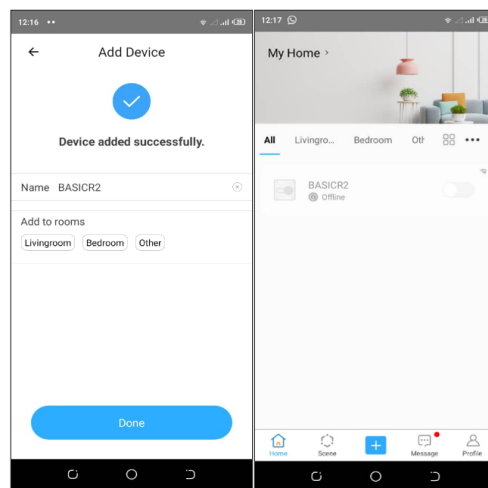 12:16
Add Device
Device added successfully.
Name BASICR2
Add to rooms
Livingroom Bedroom Other
Done
12:17
My Home >
All Livingro... Bedroom Oth
BASICR2
Offline
Home Scene Message Profile